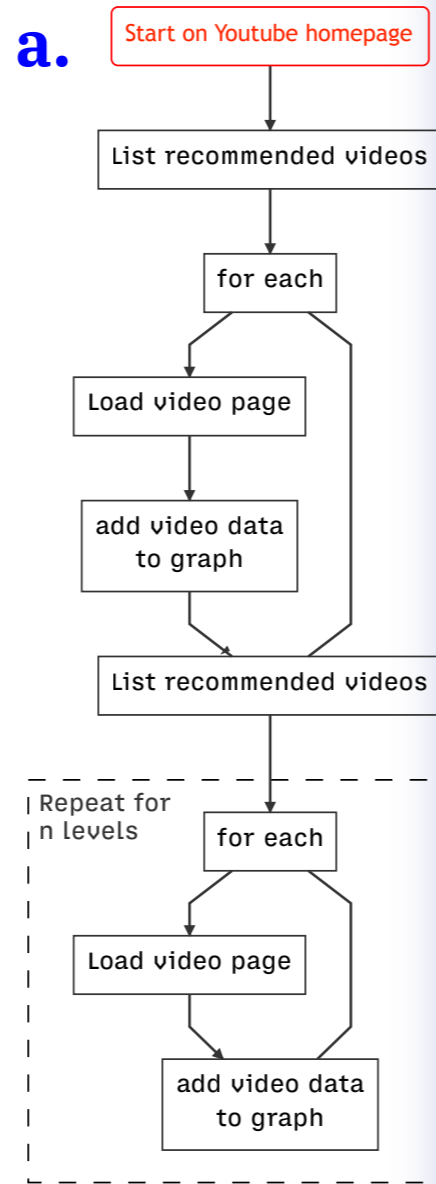 a.
Start on Youtube homepage
List recommended videos
for each
Load video page
add video data
to graph
List recommended videos
Repeat for
n levels
for each
Load video page
add video data
to graph